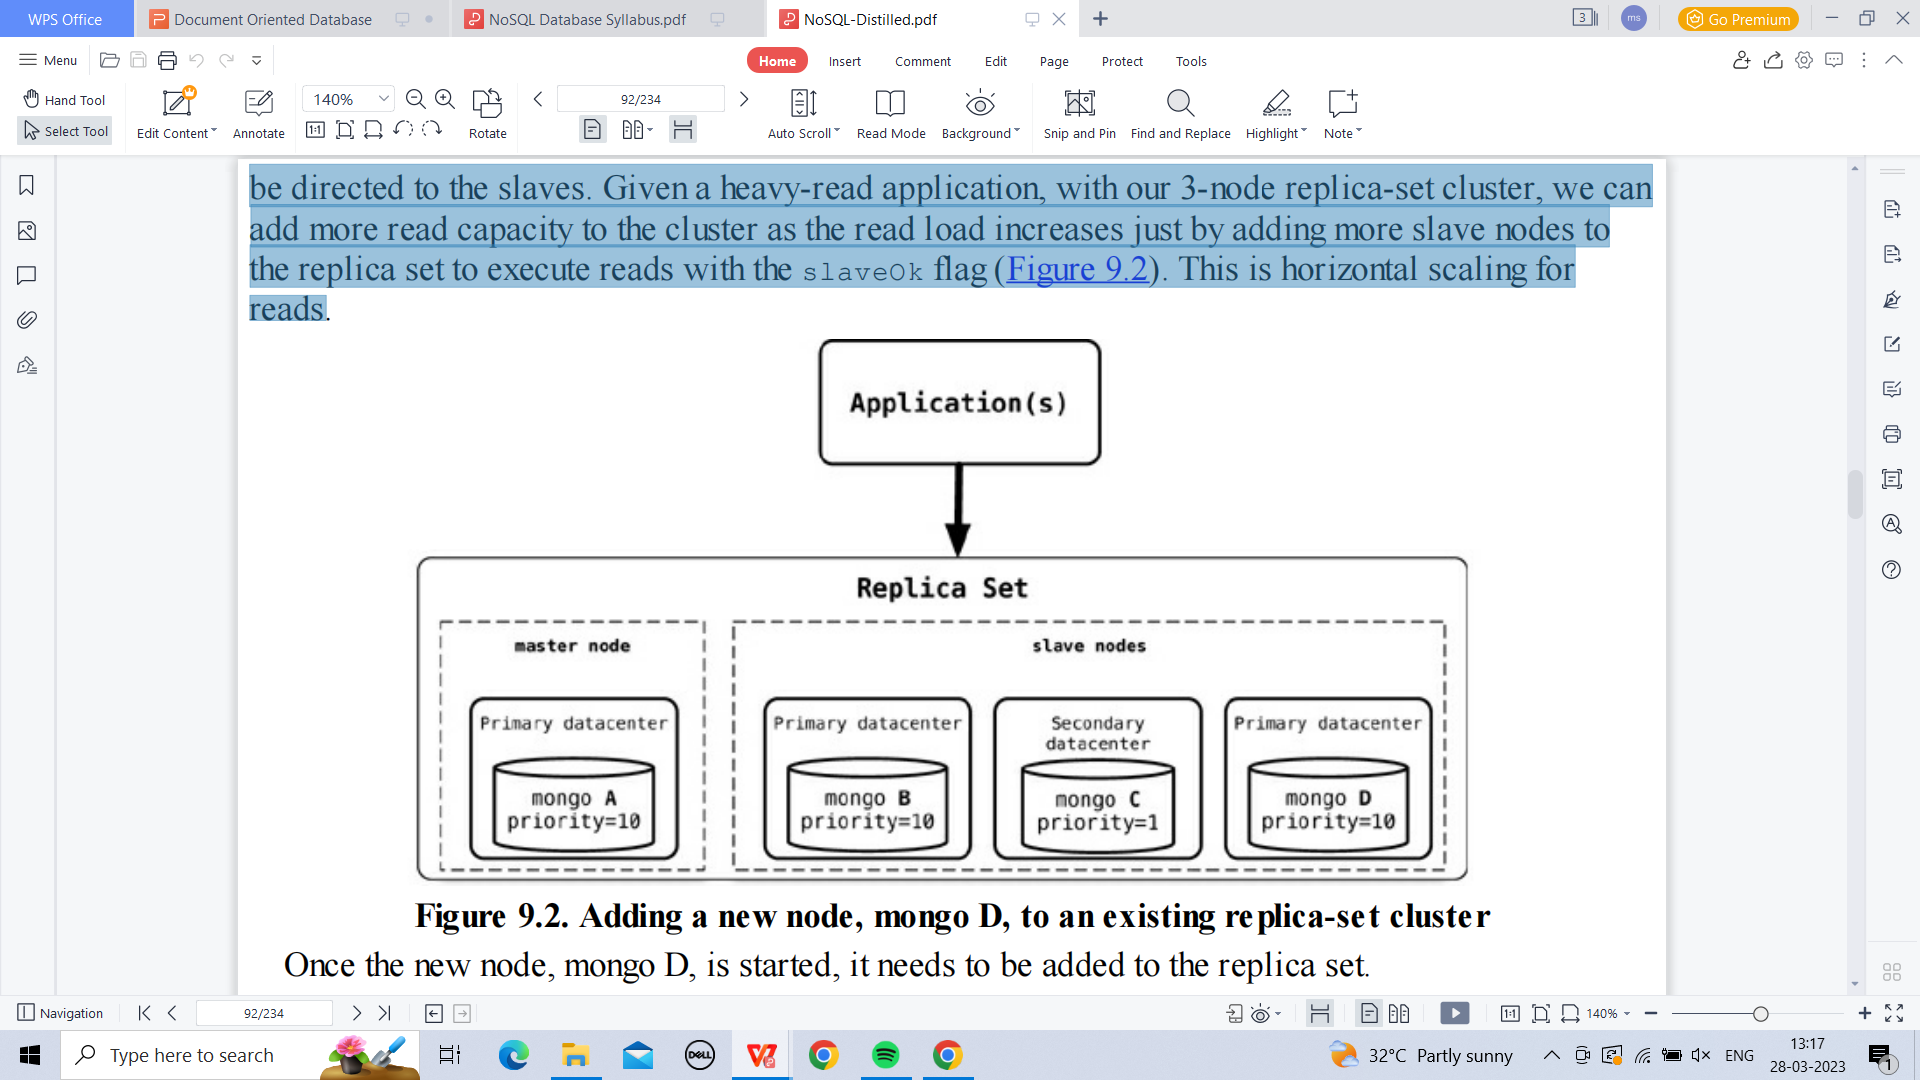 WPS Office
Document Oriented Database
NoSQL Database Syllabus.pdf
NoSQL-Distilled.pdf
3
ms
Go Premium
Menu
Home
Insert
Comment
Edit
Page
Protect
Tools
Hand Tool
Select Tool
Edit Content
Annotate
140%
1:1
Rotate
92/234
Auto Scroll
Read Mode
Background
Snip and Pin
Find and Replace
Highlight
Note
be directed to the slaves. Given a heavy-read application, with our 3-node replica-set cluster, we can
add more read capacity to the cluster as the read load increases just by adding more slave nodes to
the replica set to execute reads with the slaveOk flag (Figure 9.2). This is horizontal scaling for
reads.
Application(s)
Replica Set
master node
slave nodes
Primary datacenter
mongo A
priority=10
Primary datacenter
mongo B
priority=10
Secondary
datacenter
mongo C
priority=1
Primary datacenter
mongo D
priority=10
Figure 9.2. Adding a new node, mongo D, to an existing replica-set cluster
Once the new node, mongo D, is started, it needs to be added to the replica set.
Navigation
92/234
1:1
140%
Type here to search
DELL
32°C Partly sunny
ENG
13:17
28-03-2023
1